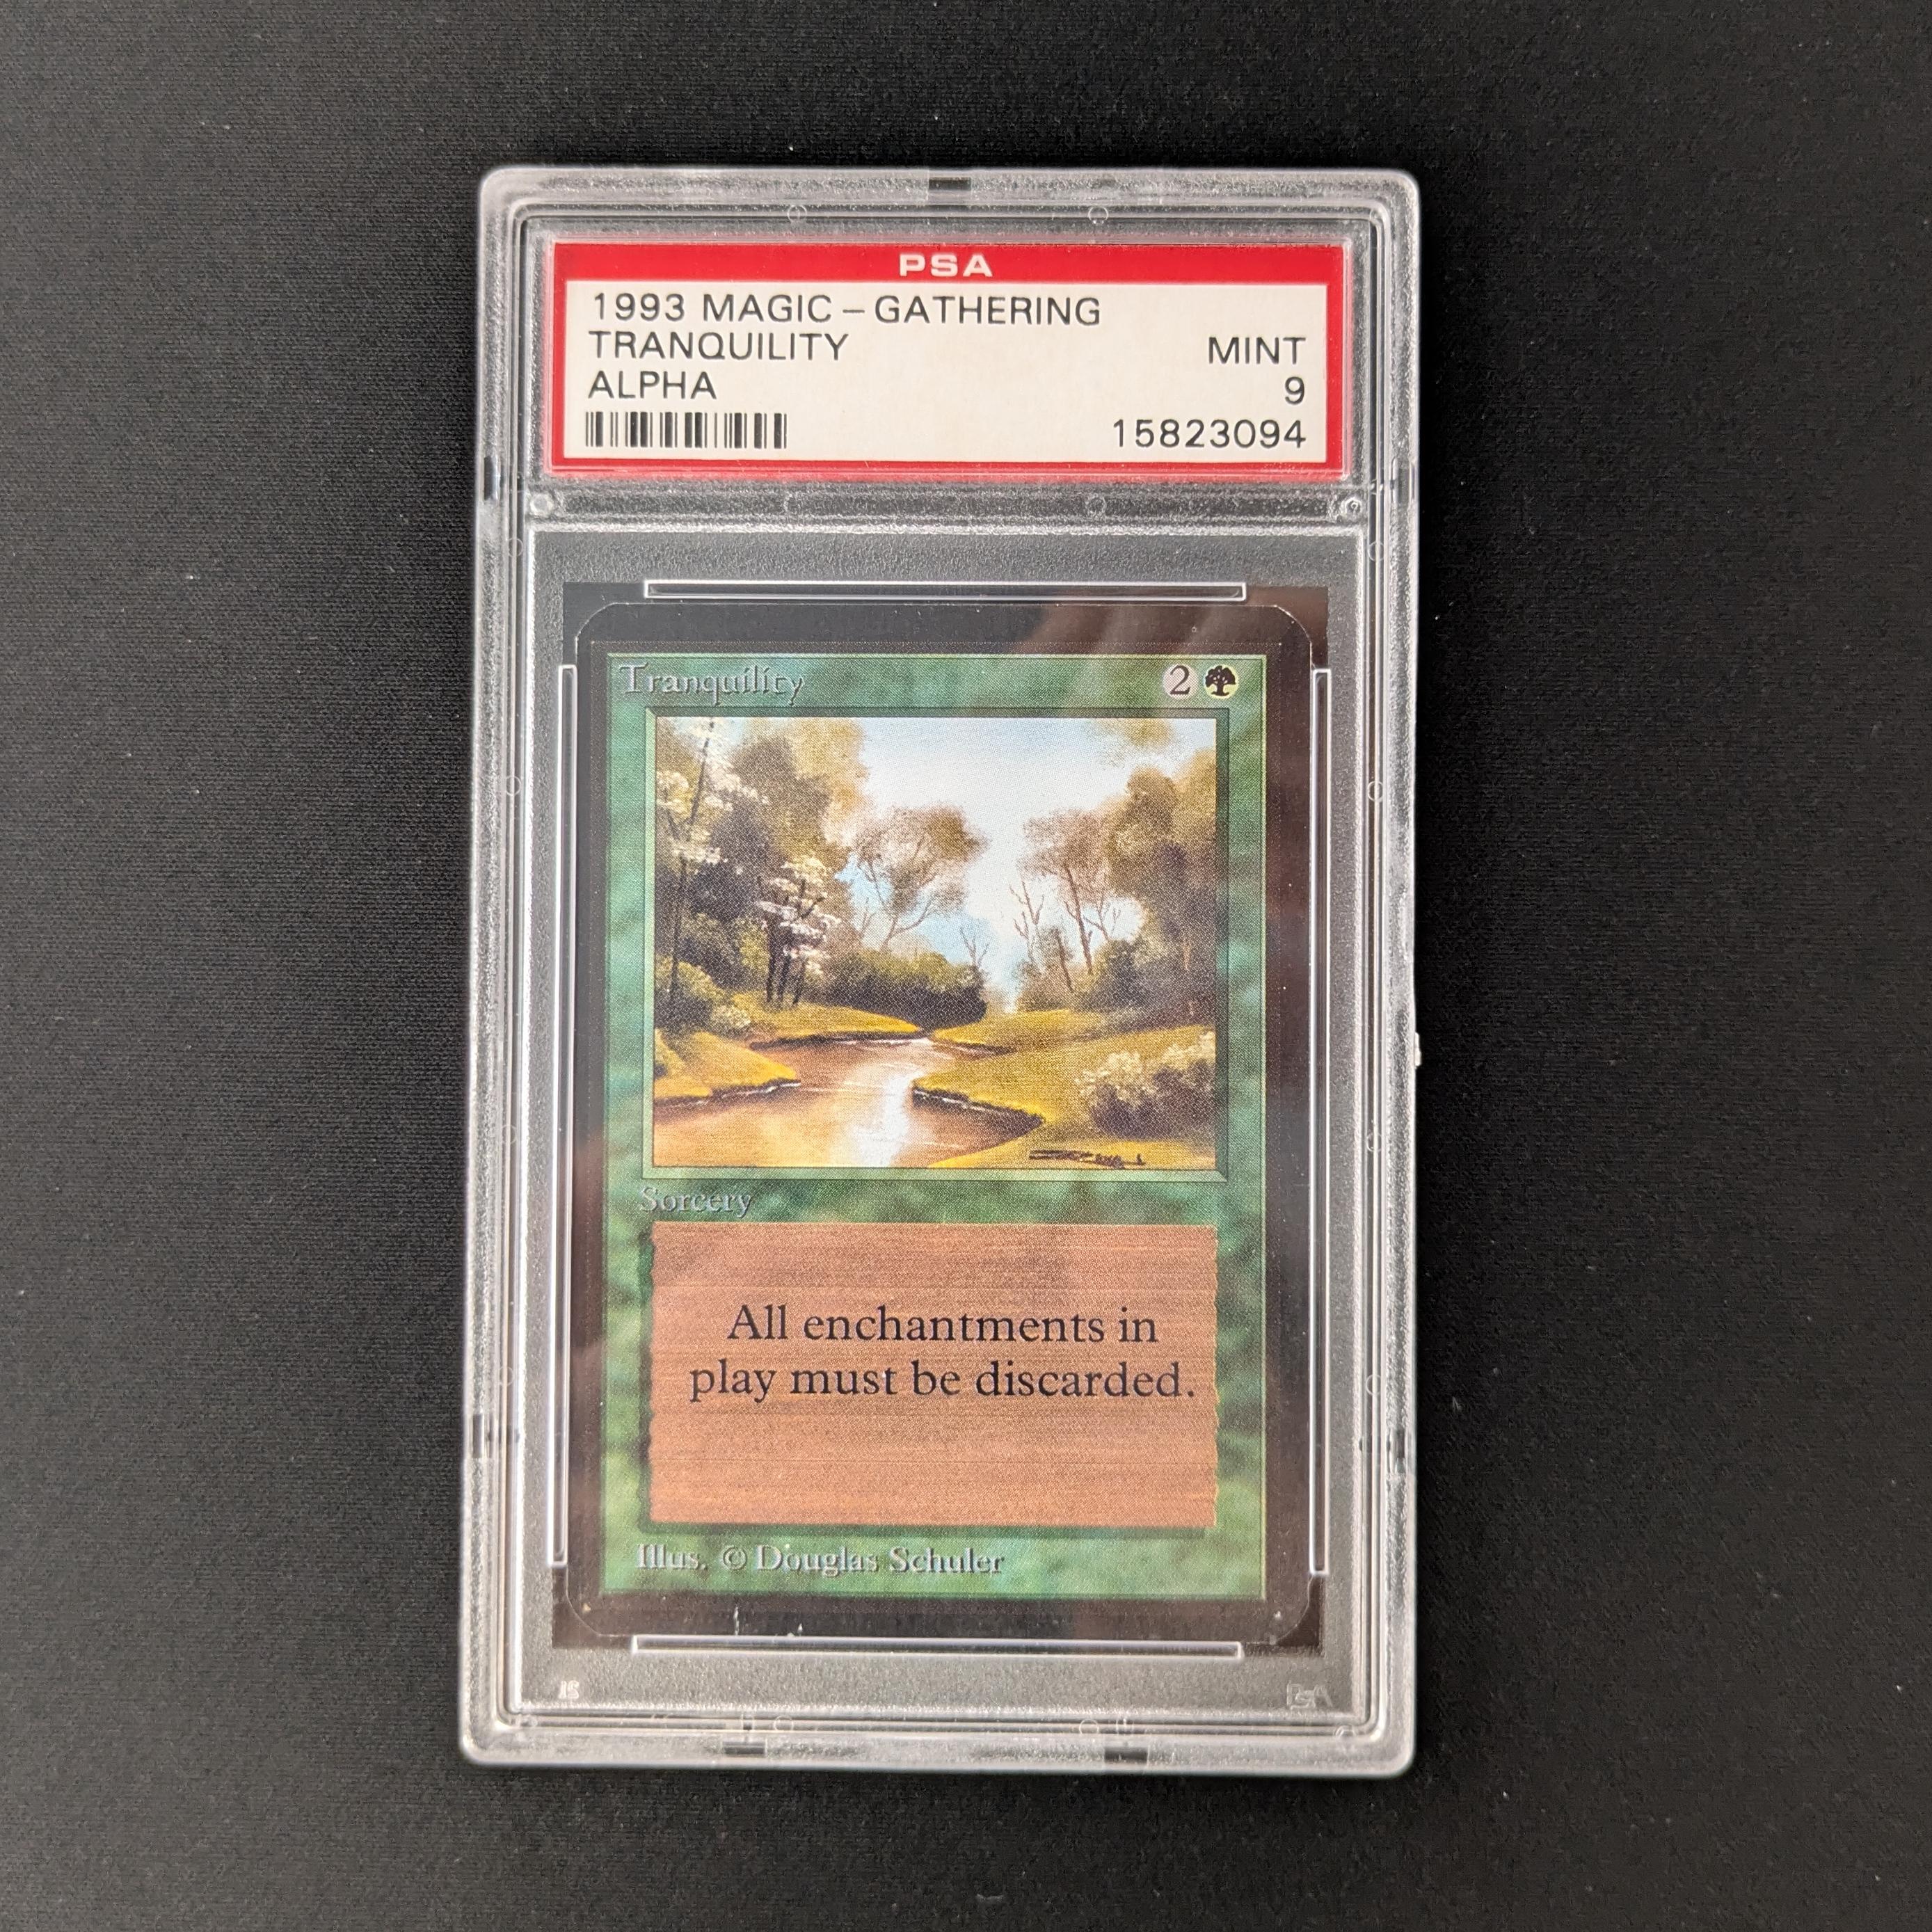 PSA
1993 MAGIC - GATHERING
TRANQUILITY MINT
ALPHA 9
15823094
Tranquility 2
Sorcery
All enchantments in
play must be discarded.
Illus. © Douglas Schuler
PSA